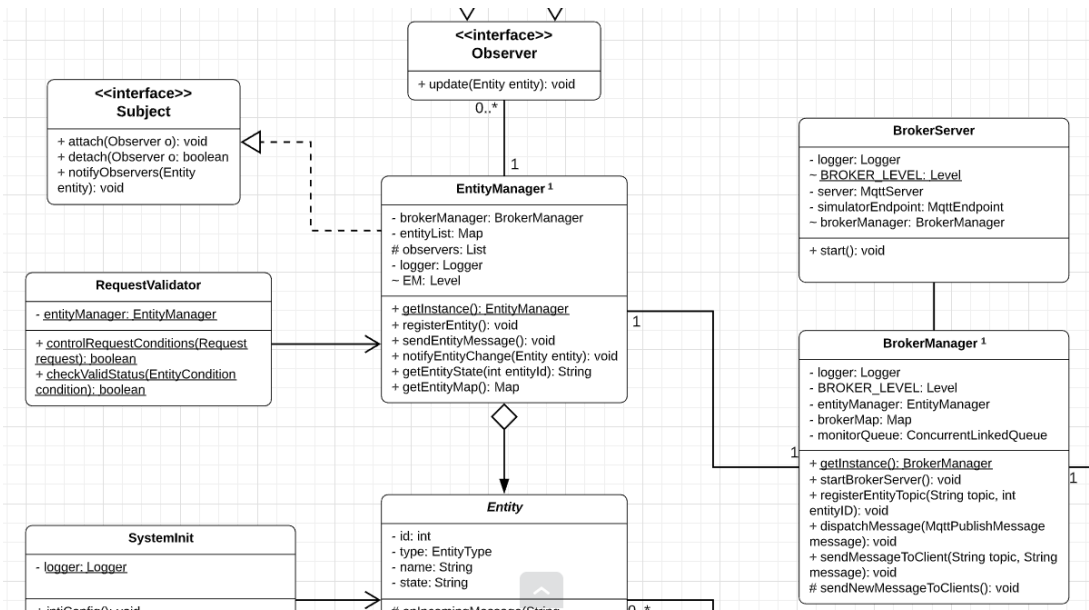 <<interface>>
Observer
+ update(Entity entity): void
0..*
1
<<interface>>
Subject
+ attach(Observer o): void
+ detach(Observer o: boolean
+ notifyObservers(Entity
entity): void
EntityManager ¹
- brokerManager: BrokerManager
- entityList: Map
# observers: List
- logger: Logger
~ EM: Level
+ getInstance(): EntityManager
+ registerEntity(): void
+ sendEntityMessage(): void
+ notifyEntityChange(Entity entity): void
+ getEntityState(int entityId): String
+ getEntityMap(): Map
1
1
BrokerServer
- logger: Logger
~ BROKER_LEVEL: Level
- server: MqttServer
- simulatorEndpoint: MqttEndpoint
~ brokerManager: BrokerManager
+ start(): void
RequestValidator
- entityManager: EntityManager
+ controlRequestConditions(Request
request): boolean
+ checkValidStatus(EntityCondition
condition): boolean
BrokerManager ¹
- logger: Logger
- BROKER_LEVEL: Level
- entityManager: EntityManager
- brokerMap: Map
- monitorQueue: ConcurrentLinkedQueue
+ getInstance(): BrokerManager
+ startBrokerServer(): void
+ registerEntityTopic(String topic, int
entityID): void
+ dispatchMessage(MqttPublishMessage
message): void
+ sendMessageToClient(String topic, String
message): void
# sendNewMessageToClients(): void
1
Entity
- id: int
- type: EntityType
- name: String
- state: String
0..*
SystemInit
- logger: Logger